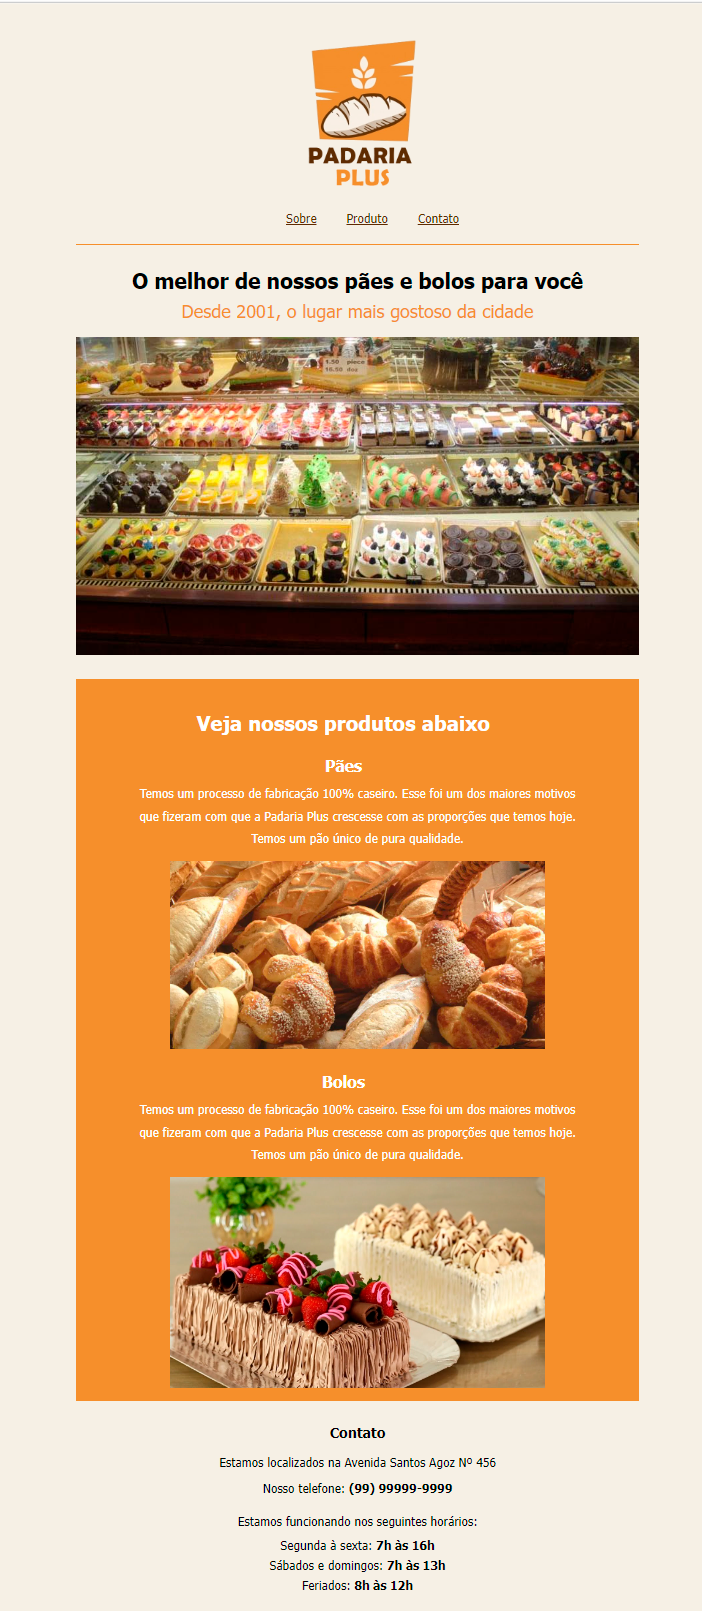 PADARIA
PLUS
Sobre Produto Contato
O melhor de nossos pães e bolos para você
Desde 2001, o lugar mais gostoso da cidade
1.50 piece
16.50 doz
Veja nossos produtos abaixo
Pães
Temos um processo de fabricação 100% caseiro. Esse foi um dos maiores motivos
que fizeram com que a Padaria Plus crescesse com as proporções que temos hoje.
Temos um pão único de pura qualidade.
Bolos
Temos um processo de fabricação 100% caseiro. Esse foi um dos maiores motivos
que fizeram com que a Padaria Plus crescesse com as proporções que temos hoje.
Temos um pão único de pura qualidade.
Contato
Estamos localizados na Avenida Santos Agoz Nº 456
Nosso telefone: (99) 99999-9999
Estamos funcionando nos seguintes horários:
Segunda à sexta: 7h às 16h
Sábados e domingos: 7h às 13h
Feriados: 8h às 12h